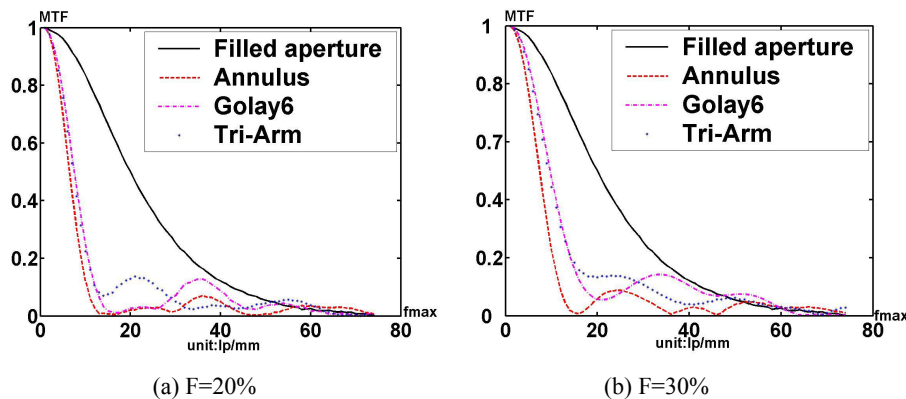 MTF
1
0.8
0.6
0.4
0.2
0
0
20
40
60
80
fmax
unit:lp/mm
Filled aperture
Annulus
Golay6
Tri-Arm
(a) F=20%
MTF
1
0.8
0.7
0.4
0.2
0
0
20
40
60
80
fmax
unit:lp/mm
Filled aperture
Annulus
Golay6
Tri-Arm
(b) F=30%